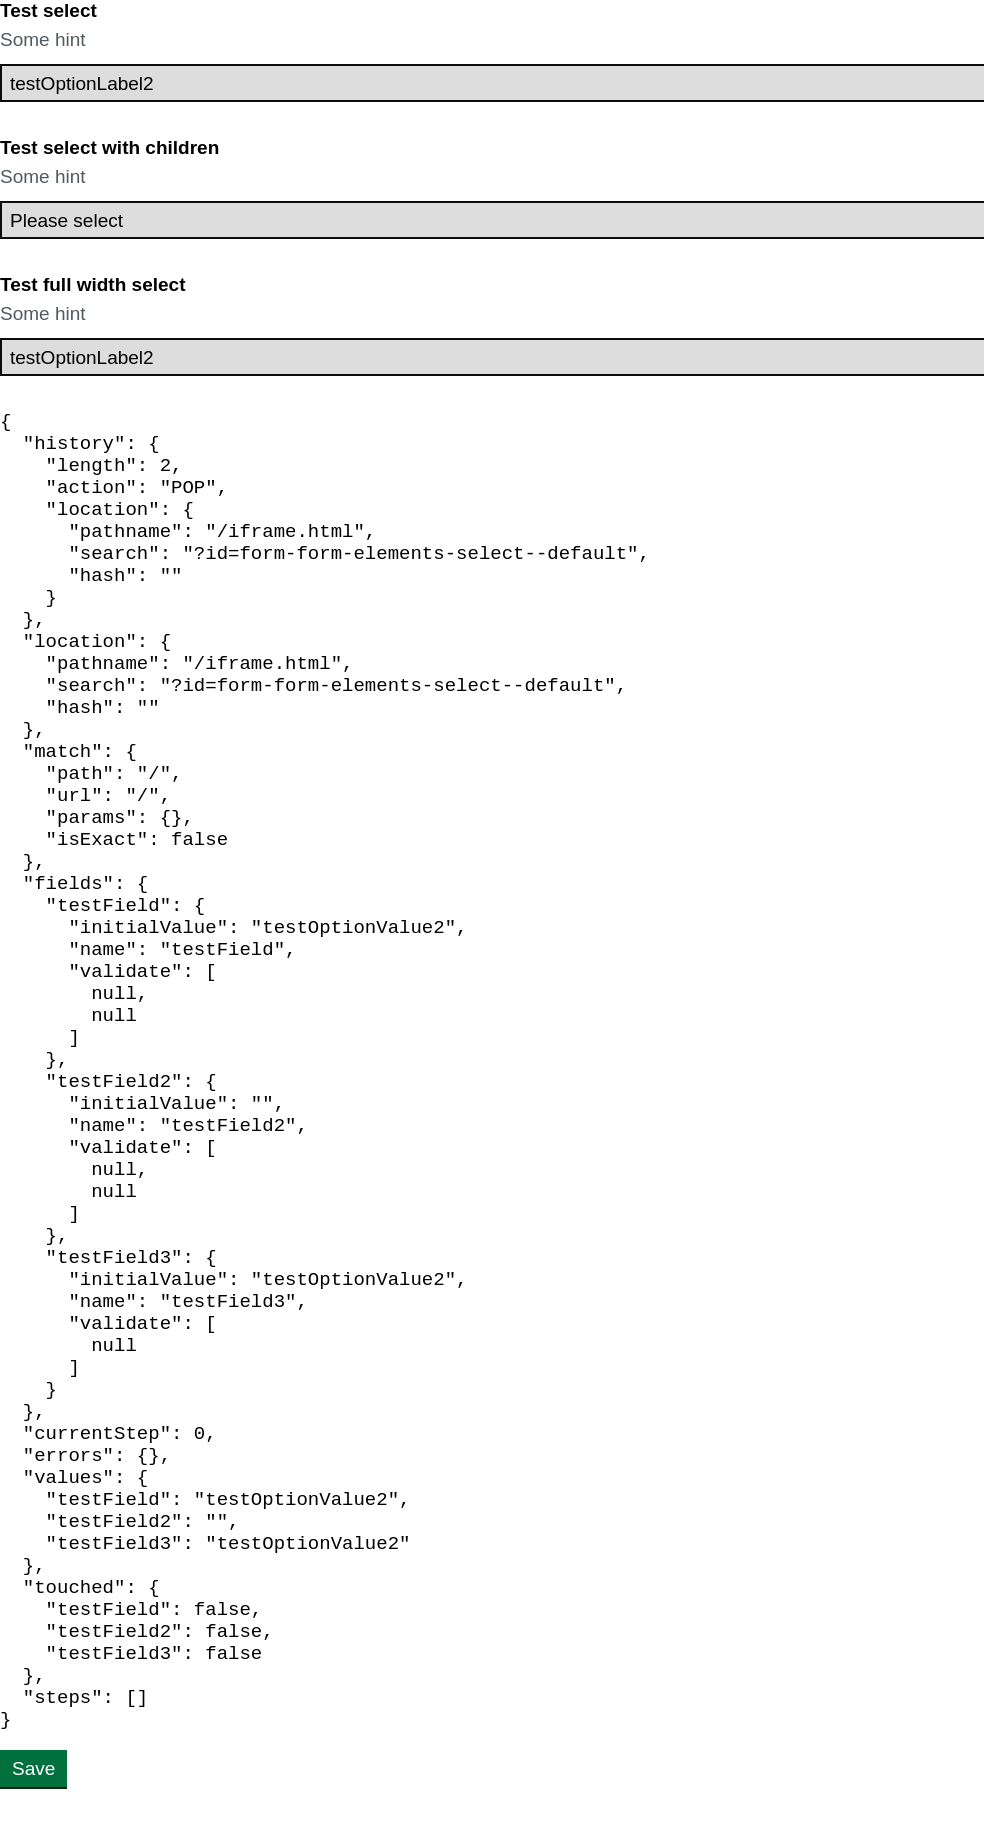 Test select
Some hint
testOptionLabel2
Test select with children
Some hint
Please select
Test full width select
Some hint
testOptionLabel2
{
  "history": {
    "length": 2,
    "action": "POP",
    "location": {
      "pathname": "/iframe.html",
      "search": "?id=form-form-elements-select--default",
      "hash": ""
    }
  },
  "location": {
    "pathname": "/iframe.html",
    "search": "?id=form-form-elements-select--default",
    "hash": ""
  },
  "match": {
    "path": "/",
    "url": "/",
    "params": {},
    "isExact": false
  },
  "fields": {
    "testField": {
      "initialValue": "testOptionValue2",
      "name": "testField",
      "validate": [
        null,
        null
      ]
    },
    "testField2": {
      "initialValue": "",
      "name": "testField2",
      "validate": [
        null,
        null
      ]
    },
    "testField3": {
      "initialValue": "testOptionValue2",
      "name": "testField3",
      "validate": [
        null
      ]
    }
  },
  "currentStep": 0,
  "errors": {},
  "values": {
    "testField": "testOptionValue2",
    "testField2": "",
    "testField3": "testOptionValue2"
  },
  "touched": {
    "testField": false,
    "testField2": false,
    "testField3": false
  },
  "steps": []
}
Save